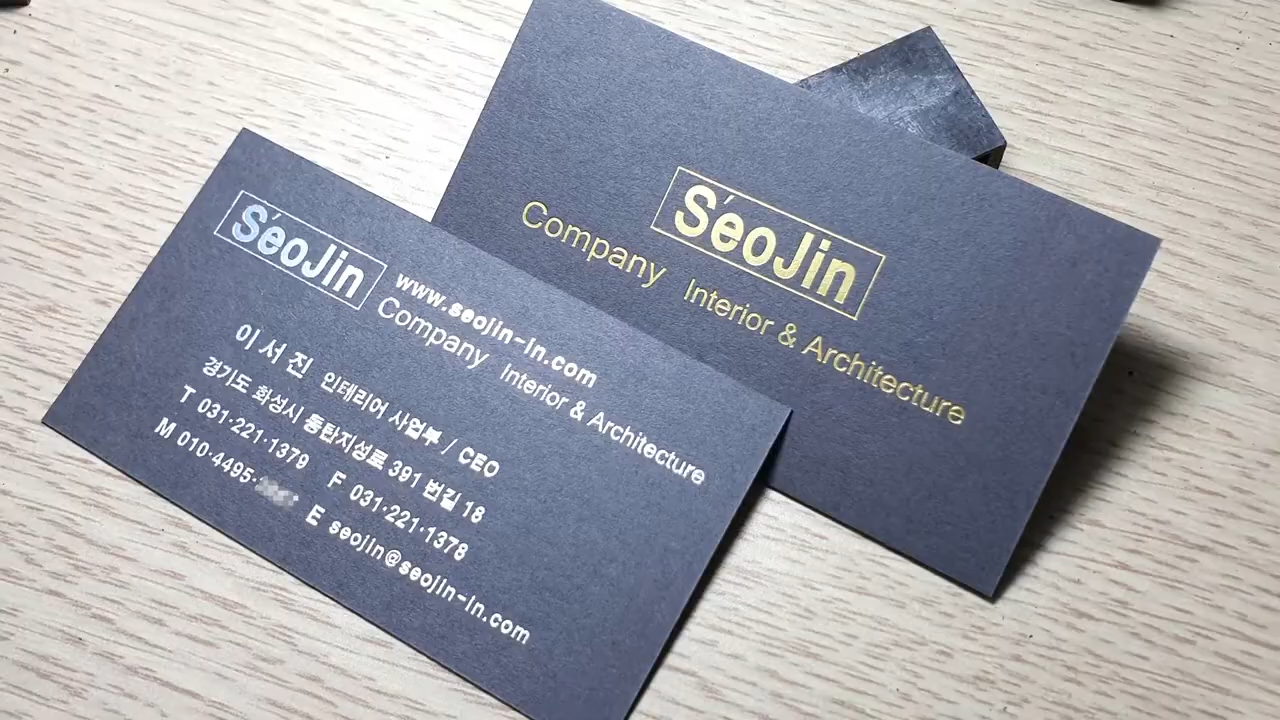 SéoJin
www.seojin-in.com
Company Interior & Architecture
이 서 진 인테리어 사업부 / CEO
경기도 화성시 동탄지성로 391 번길 18
T 031·221·1379 F 031·221·1378
M 010·4495· E seojin@seojin-in.com
SéoJin
Company Interior & Architecture